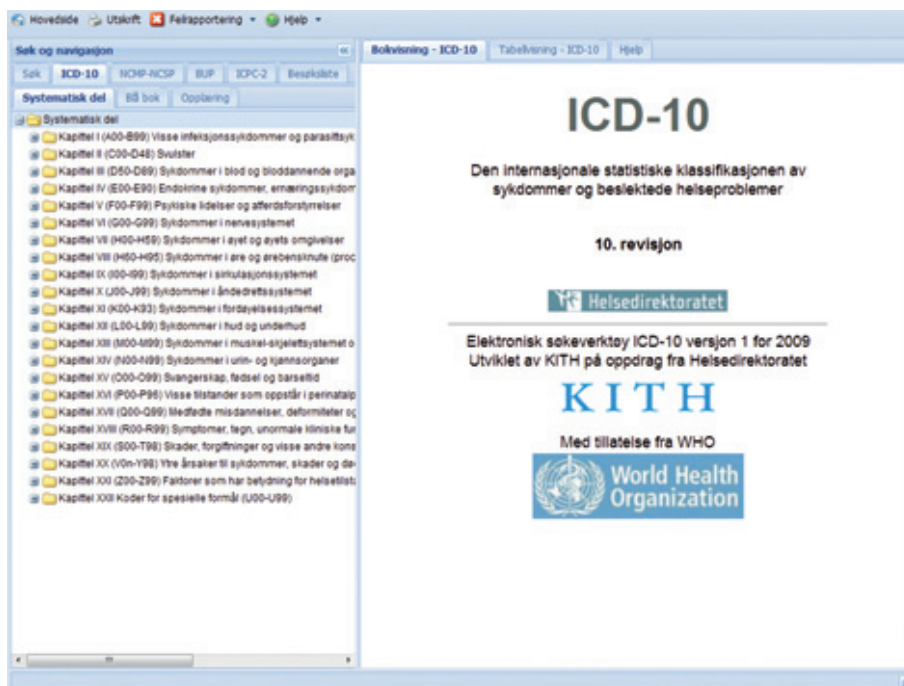 Hovedside Utskrift Feilrapportering Hjelp
Søk og navigasjon
Søk ICD-10 NCMP-NCSP BUP ICPC-2 Besøksliste
Systematisk del Blå bok Opplæring
Systematisk del
Kapittel I (A00-B99) Visse infeksjonssykdommer og parasittsyk
Kapittel II (C00-D48) Svulster
Kapittel III (D50-D89) Sykdommer i blod og bloddannende orga
Kapittel IV (E00-E90) Endokrine sykdommer, ernæringssykdom
Kapittel V (F00-F99) Psykiske lidelser og atferdsforstyrrelser
Kapittel VI (G00-G99) Sykdommer i nervesystemet
Kapittel VII (H00-H59) Sykdommer i øyet og øyets omgivelser
Kapittel VIII (H60-H95) Sykdommer i øre og ørebensknute (proc
Kapittel IX (I00-I99) Sykdommer i sirkulasjonssystemet
Kapittel X (J00-J99) Sykdommer i åndedrettssystemet
Kapittel XI (K00-K93) Sykdommer i fordøyelsessystemet
Kapittel XII (L00-L99) Sykdommer i hud og underhud
Kapittel XIII (M00-M99) Sykdommer i muskel-skjelettsystemet o
Kapittel XIV (N00-N99) Sykdommer i urin- og kjønnsorganer
Kapittel XV (O00-O99) Svangerskap, fødsel og barseltid
Kapittel XVI (P00-P96) Visse tilstander som oppstår i perinatalp
Kapittel XVII (Q00-Q99) Medfødte misdannelser, deformiteter og
Kapittel XVIII (R00-R99) Symptomer, tegn, unormale kliniske fur
Kapittel XIX (S00-T98) Skader, forgiftninger og visse andre kons
Kapittel XX (V0n-Y98) Ytre årsaker til sykdommer, skader og dø
Kapittel XXI (Z00-Z99) Faktorer som har betydning for helsetilst
Kapittel XXII Koder for spesielle formål (U00-U99)
Bokvisning - ICD-10 Tabellvisning - ICD-10 Hjelp
ICD-10
Den internasjonale statistiske klassifikasjonen av
sykdommer og beslektede helseproblemer
10. revisjon
Helsedirektoratet
Elektronisk søkeverktøy ICD-10 versjon 1 for 2009
Utviklet av KITH på oppdrag fra Helsedirektoratet
KITH
Med tillatelse fra WHO
World Health
Organization